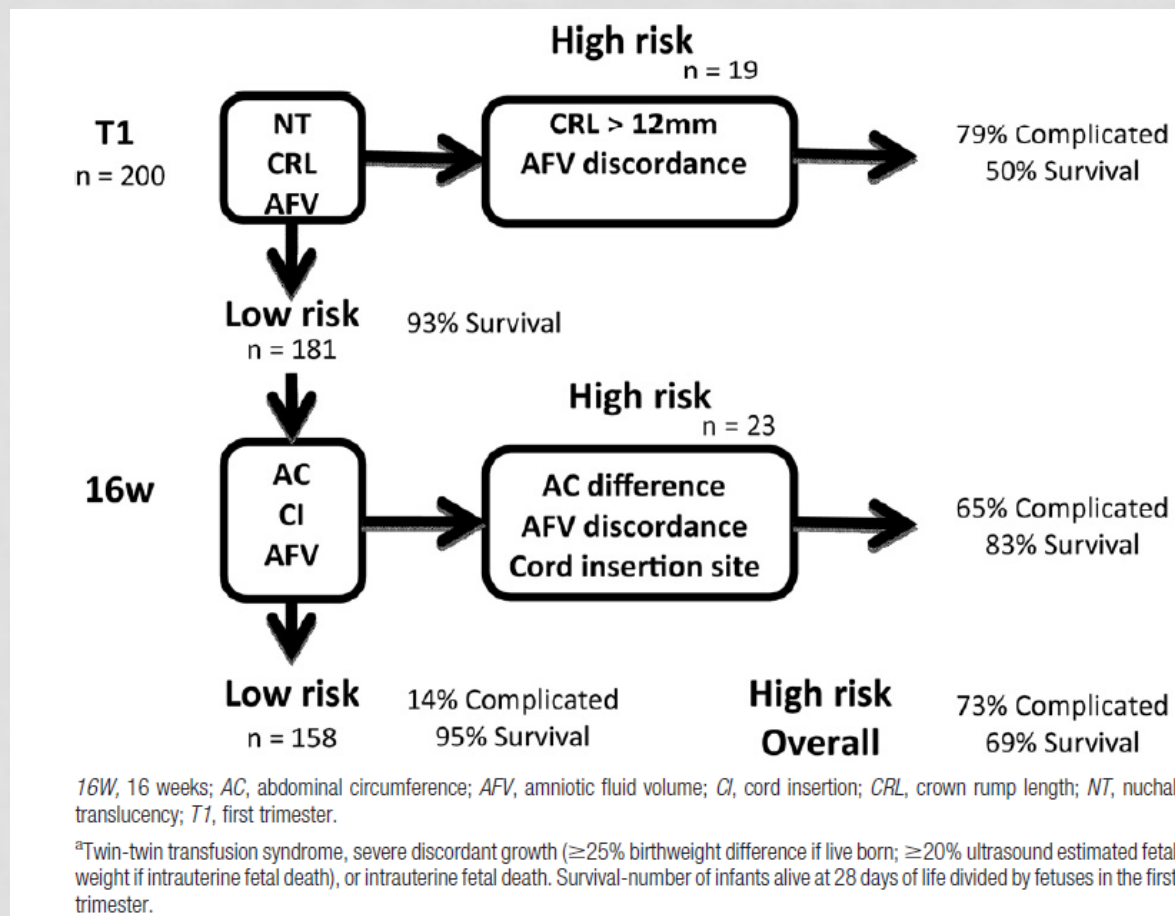 High risk
n = 19
T1
n = 200
NT
CRL
AFV
CRL > 12mm
AFV discordance
79% Complicated
50% Survival
Low risk
n = 181
93% Survival
High risk
n = 23
16w
AC
CI
AFV
AC difference
AFV discordance
Cord insertion site
65% Complicated
83% Survival
Low risk
n = 158
14% Complicated
95% Survival
High risk
Overall
73% Complicated
69% Survival
16W, 16 weeks; AC, abdominal circumference; AFV, amniotic fluid volume; CI, cord insertion; CRL, crown rump length; NT, nuchal
translucency; T1, first trimester.
aTwin-twin transfusion syndrome, severe discordant growth (≥25% birthweight difference if live born; ≥20% ultrasound estimated fetal
weight if intrauterine fetal death), or intrauterine fetal death. Survival-number of infants alive at 28 days of life divided by fetuses in the first
trimester.